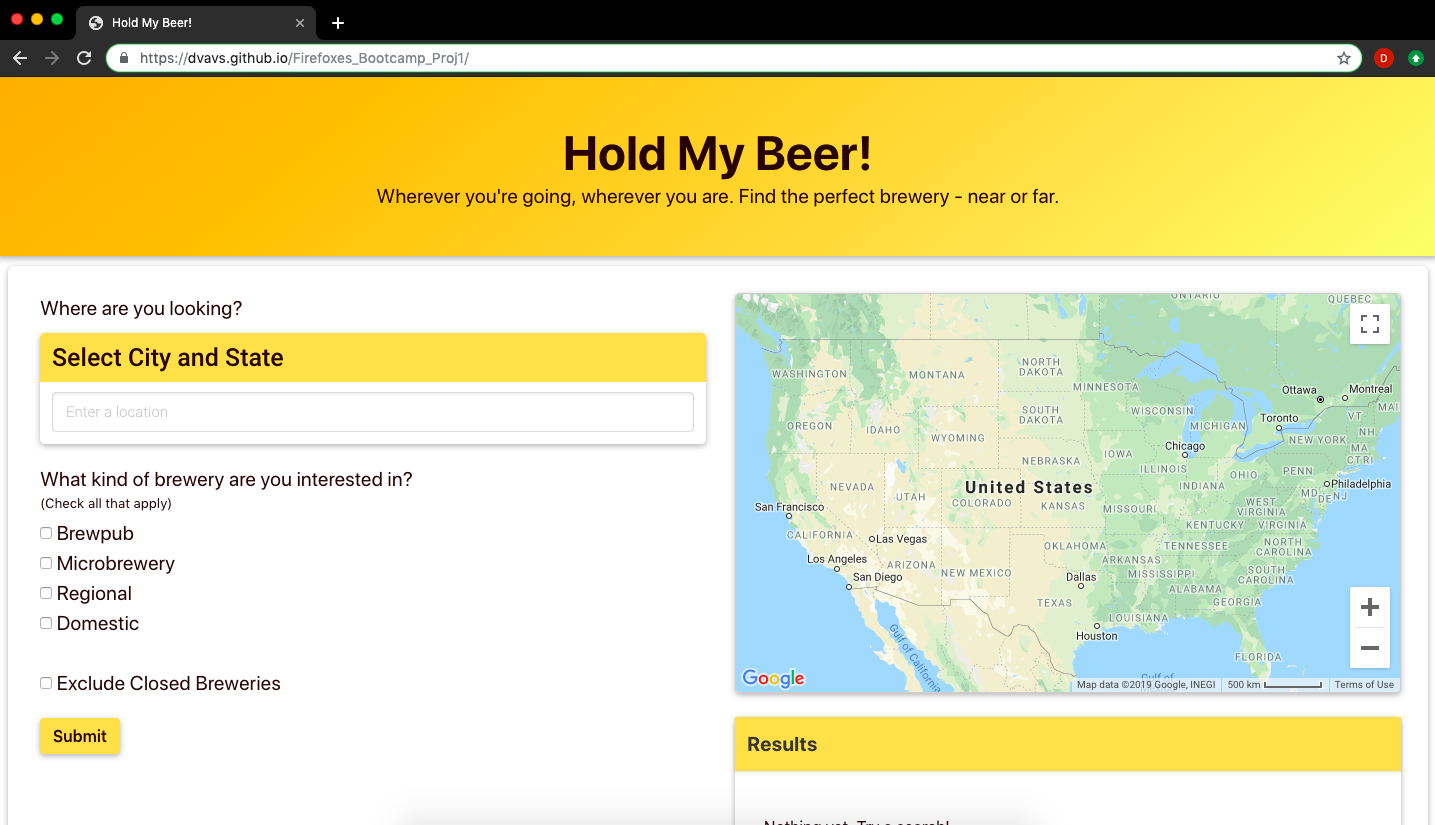 Hold My Beer!
https://dvavs.github.io/Firefoxes_Bootcamp_Proj1/
D
Hold My Beer!
Wherever you're going, wherever you are. Find the perfect brewery - near or far.
Where are you looking?
Select City and State
Enter a location
What kind of brewery are you interested in?
(Check all that apply)
Brewpub
Microbrewery
Regional
Domestic
Exclude Closed Breweries
Submit
ONTARIO
QUEBEC
WASHINGTON
MONTANA
NORTH DAKOTA
MINNESOTA
Ottawa
Montreal
OREGON
IDAHO
WYOMING
SOUTH DAKOTA
WISCONSIN
MICHIGAN
Toronto
VT
MAI
NH
NEW YORK
MA
CT
RI
Chicago
IOWA
NEBRASKA
ILLINOIS
INDIANA
OHIO
PENN
Philadelphia
MD
DE
NJ
NEVADA
UTAH
United States
COLORADO
KANSAS
MISSOURI
WEST VIRGINIA
KENTUCKY
VIRGINIA
San Francisco
CALIFORNIA
Las Vegas
Los Angeles
San Diego
ARIZONA
NEW MEXICO
OKLAHOMA
ARKANSAS
TENNESSEE
NORTH CAROLINA
SOUTH CAROLINA
Dallas
MISSISSIPPI
ALABAMA
GEORGIA
TEXAS
LOUISIANA
Houston
FLORIDA
Gulf of California
Gulf of
Google
Map data ©2019 Google, INEGI
500 km
Terms of Use
Results
Nothing yet. Try a search!